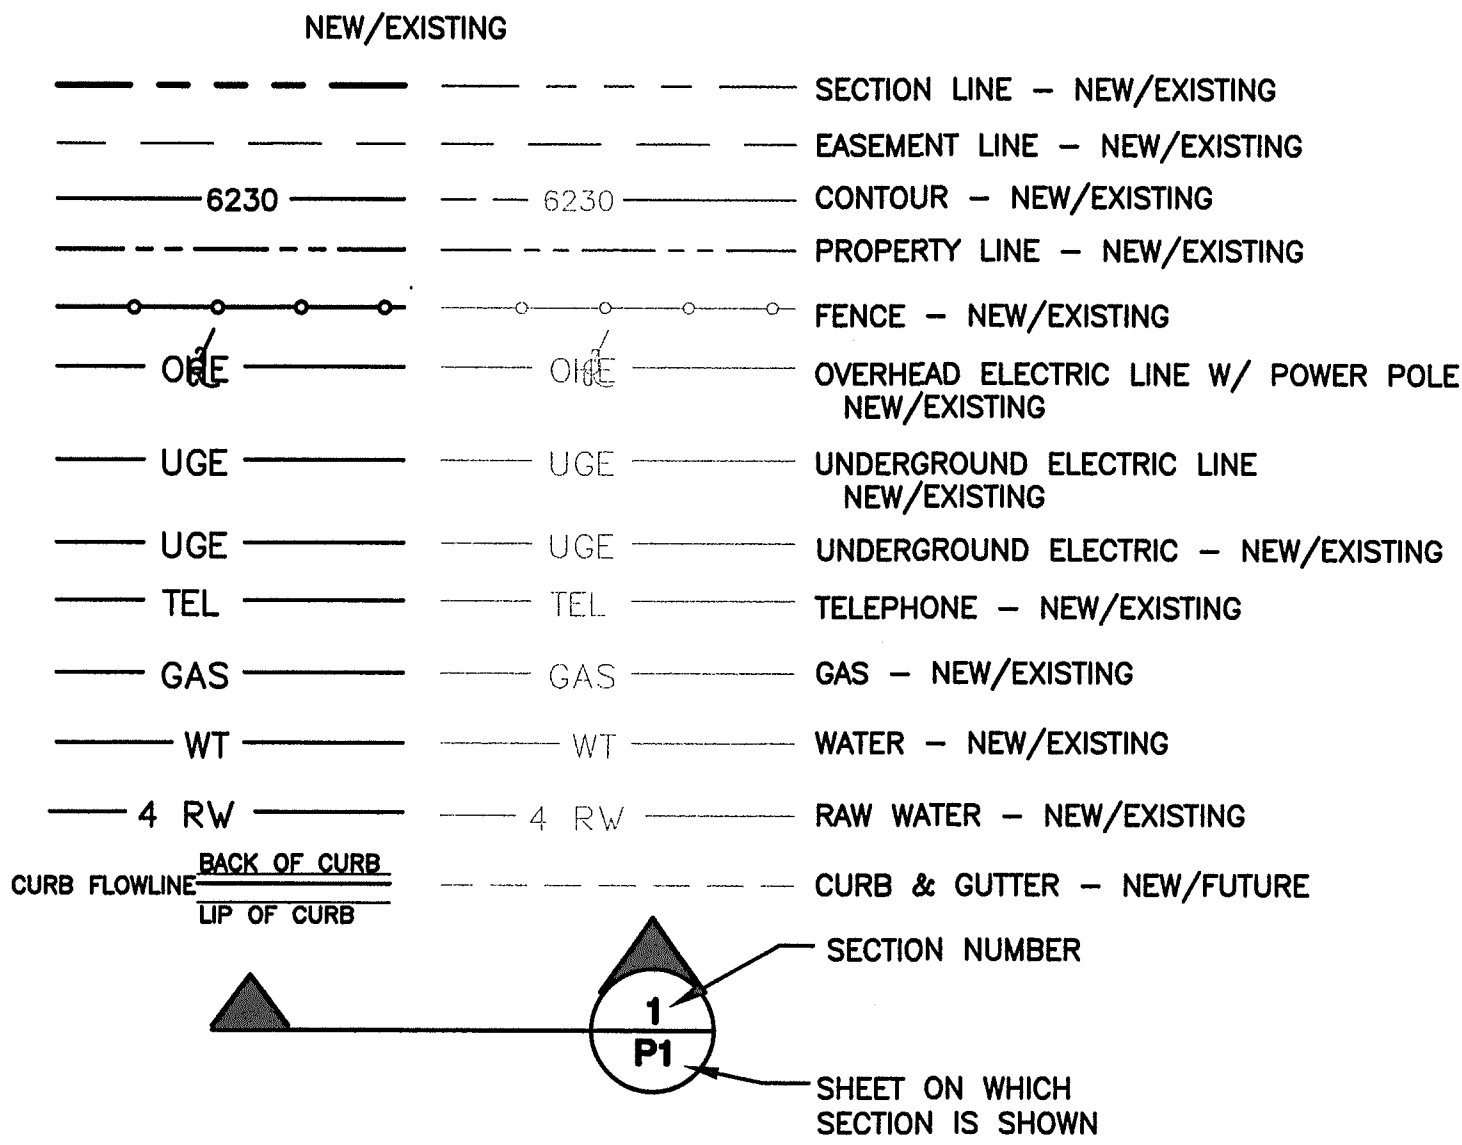 NEW/EXISTING
SECTION LINE – NEW/EXISTING
EASEMENT LINE – NEW/EXISTING
6230 6230 CONTOUR – NEW/EXISTING
PROPERTY LINE – NEW/EXISTING
FENCE – NEW/EXISTING
OHE OHE OVERHEAD ELECTRIC LINE W/ POWER POLE
NEW/EXISTING
UGE UGE UNDERGROUND ELECTRIC LINE
NEW/EXISTING
UGE UGE UNDERGROUND ELECTRIC – NEW/EXISTING
TEL TEL TELEPHONE – NEW/EXISTING
GAS GAS GAS – NEW/EXISTING
WT WT WATER – NEW/EXISTING
4 RW 4 RW RAW WATER – NEW/EXISTING
BACK OF CURB
CURB FLOWLINE CURB & GUTTER – NEW/FUTURE
LIP OF CURB
SECTION NUMBER
1
P1
SHEET ON WHICH
SECTION IS SHOWN